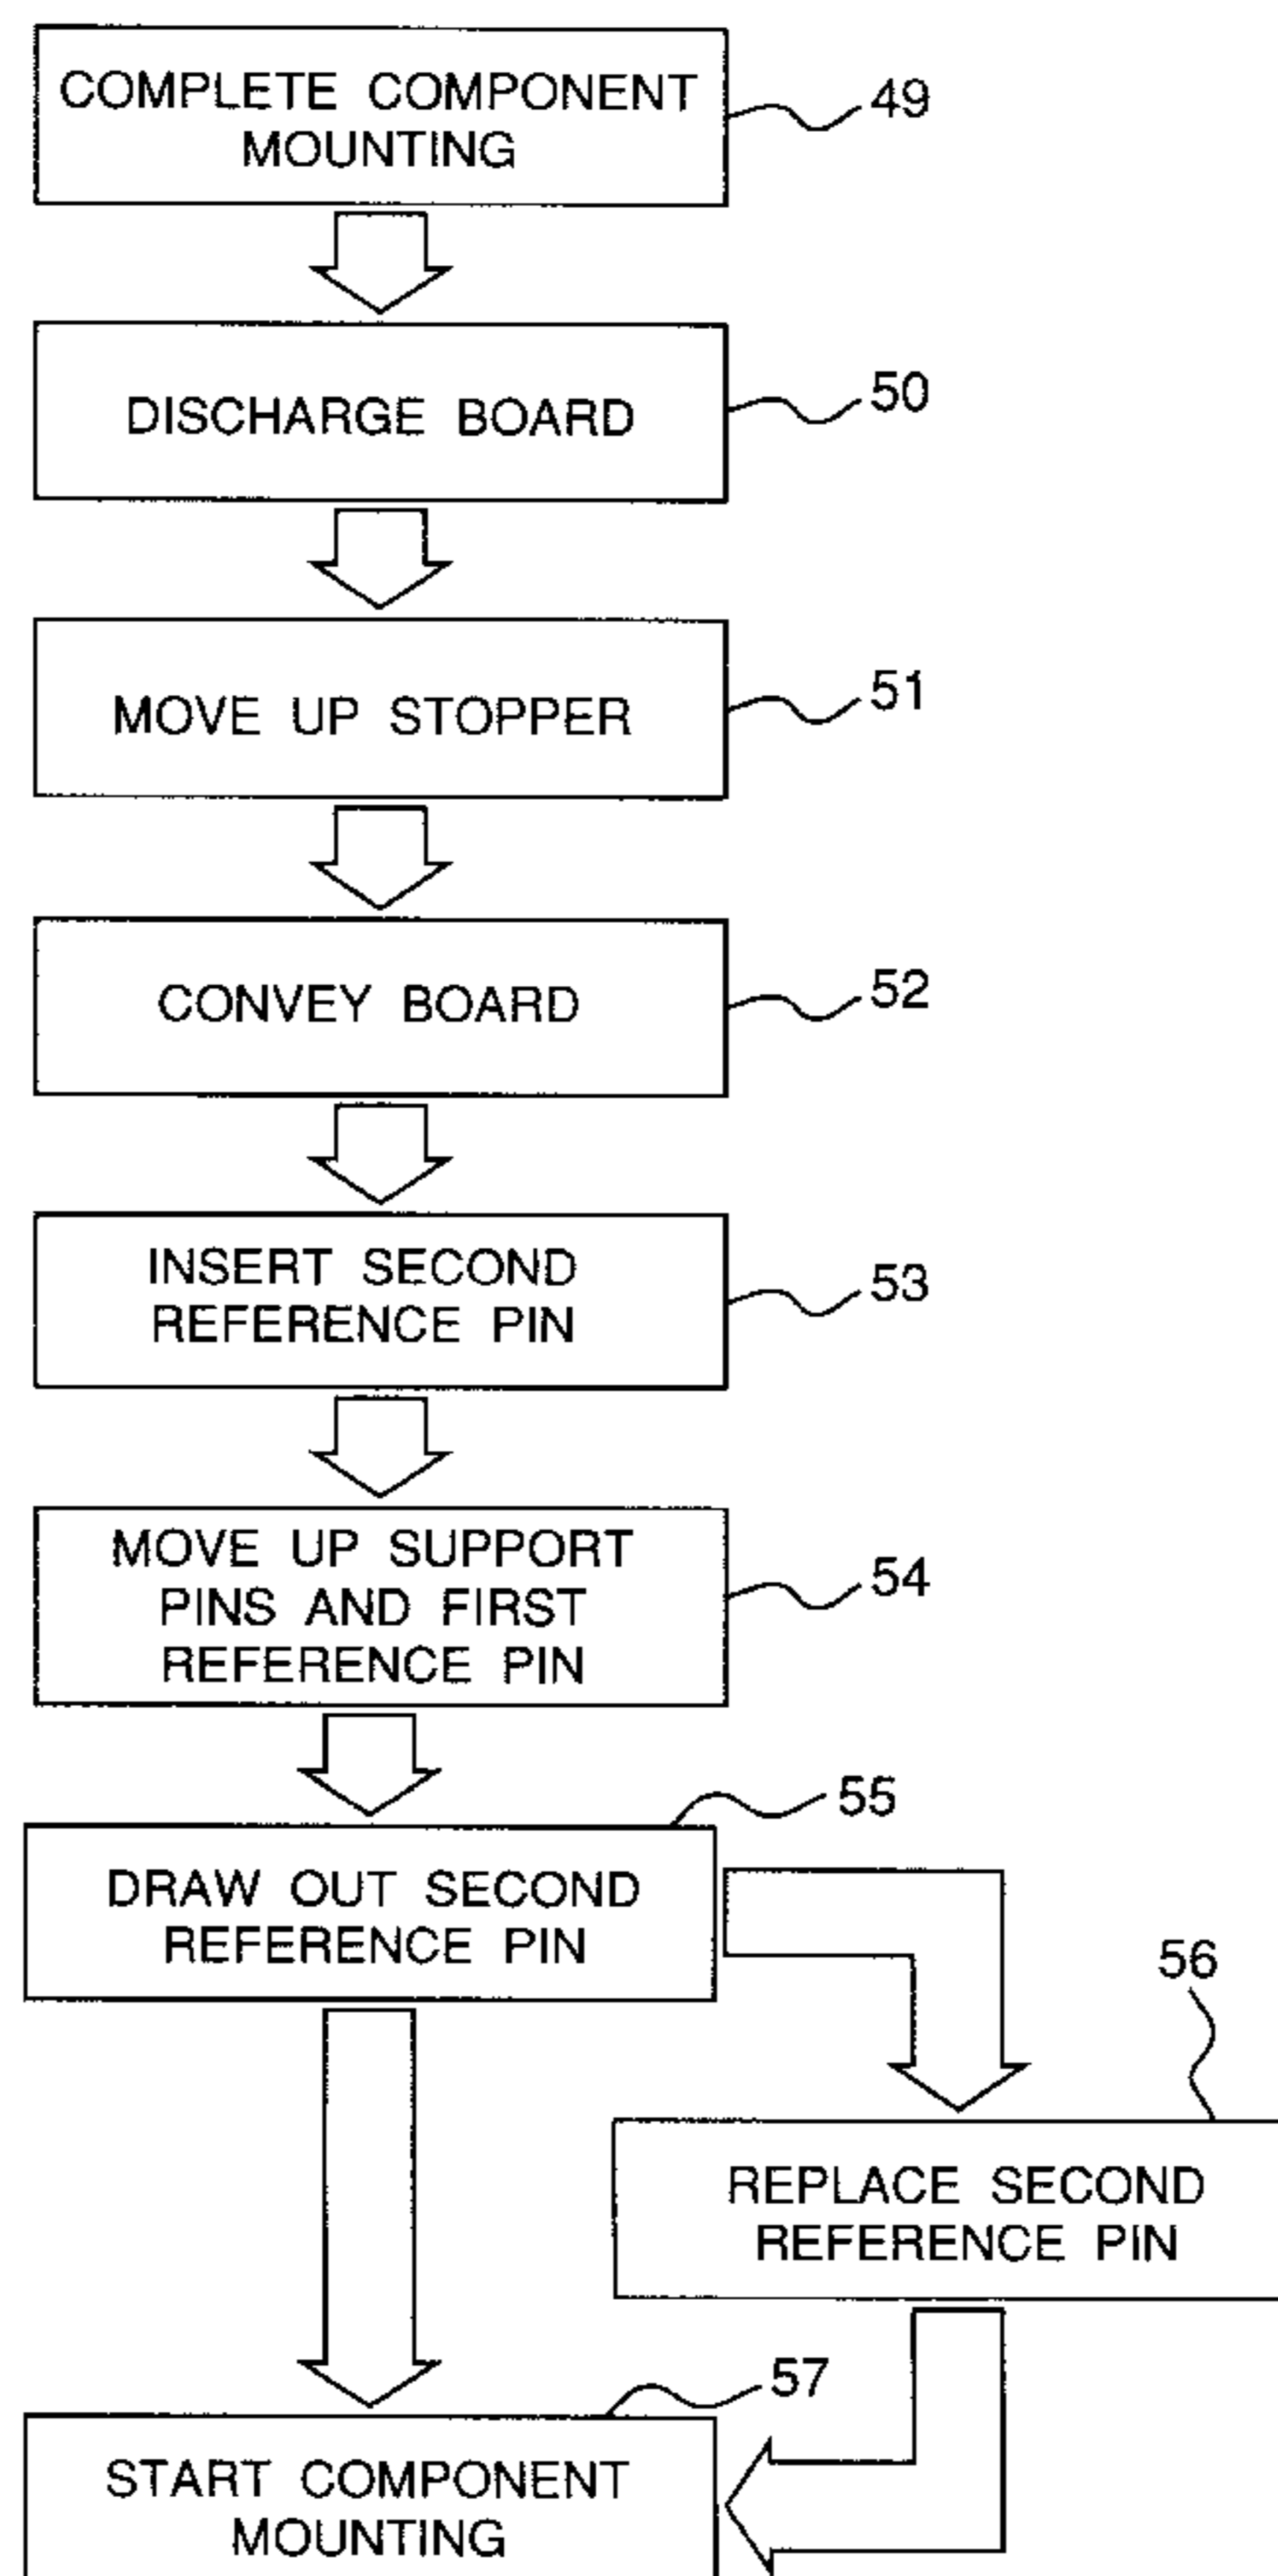 COMPLETE COMPONENT
MOUNTING
49
DISCHARGE BOARD
50
MOVE UP STOPPER
51
CONVEY BOARD
52
INSERT SECOND
REFERENCE PIN
53
MOVE UP SUPPORT
PINS AND FIRST
REFERENCE PIN
54
55
DRAW OUT SECOND
REFERENCE PIN
56
REPLACE SECOND
REFERENCE PIN
57
START COMPONENT
MOUNTING